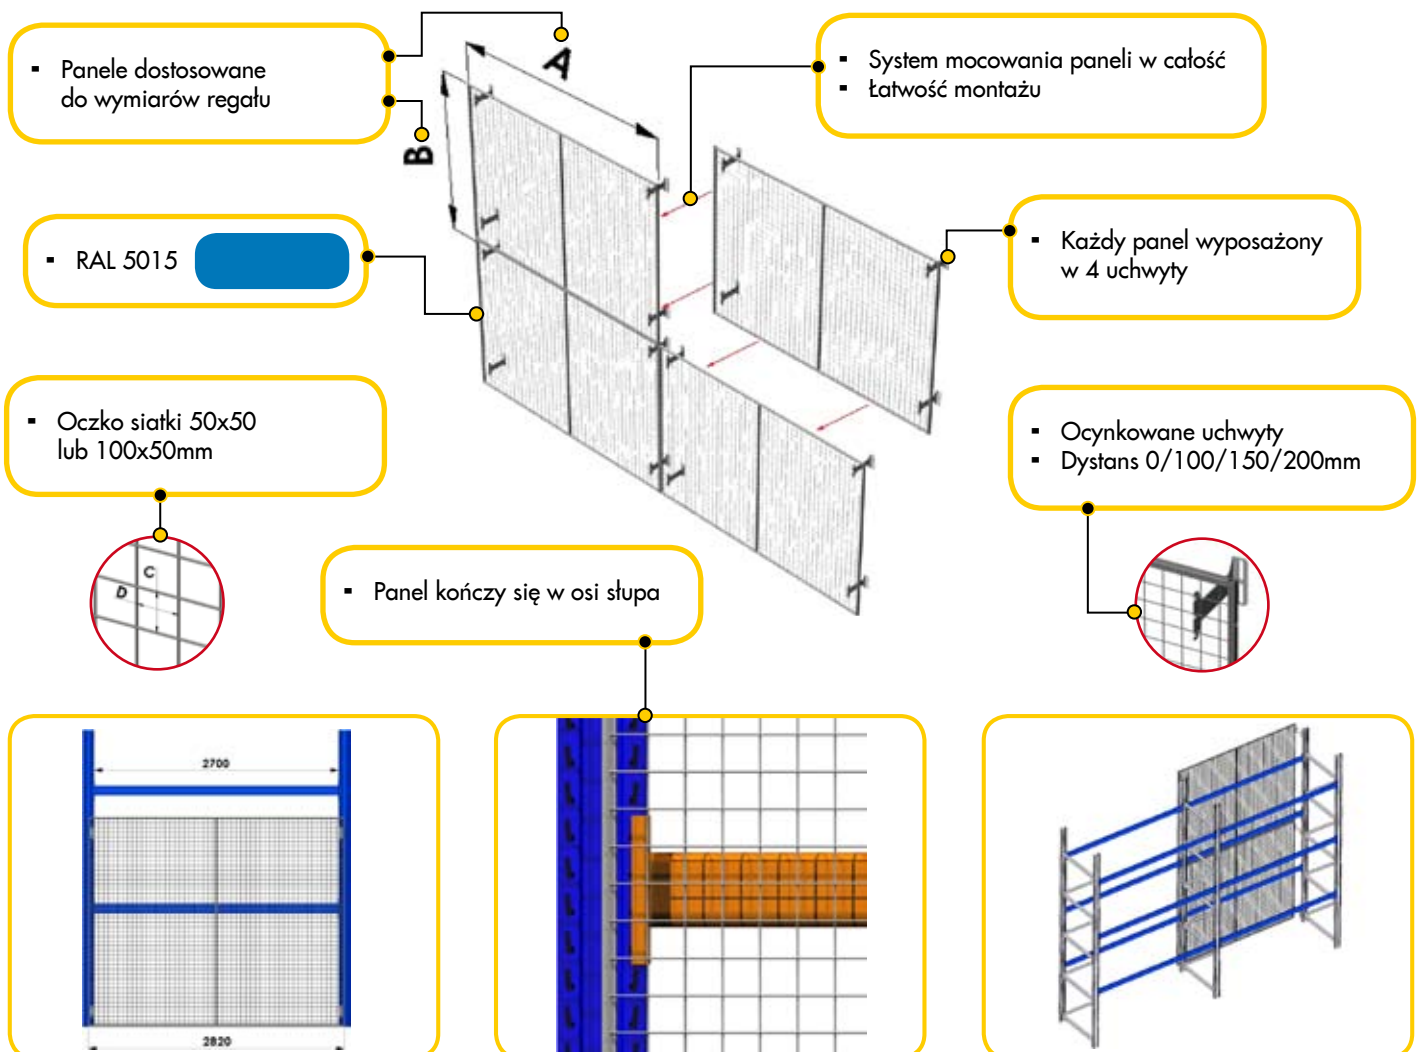 ▪ Panele dostosowane
do wymiarów regału
A
B
▪ System mocowania paneli w całość
▪ Łatwość montażu
▪ RAL 5015
▪ Każdy panel wyposażony
w 4 uchwyty
▪ Oczko siatki 50x50
lub 100x50mm
▪ Ocynkowane uchwyty
▪ Dystans 0/100/150/200mm
C
D
▪ Panel kończy się w osi słupa
2700
2820